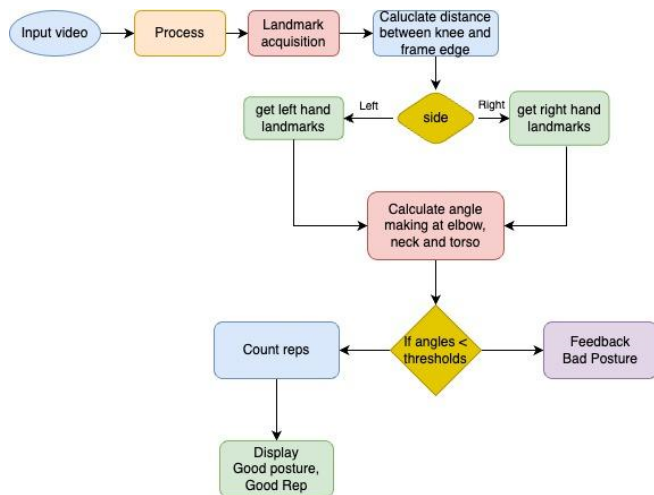 Input video
Process
Landmark
acquisition
Caluclate distance
between knee and
frame edge
Left
side
Right
get left hand
landmarks
get right hand
landmarks
Calculate angle
making at elbow,
neck and torso
If angles <
thresholds
Count reps
Feedback
Bad Posture
Display
Good posture,
Good Rep